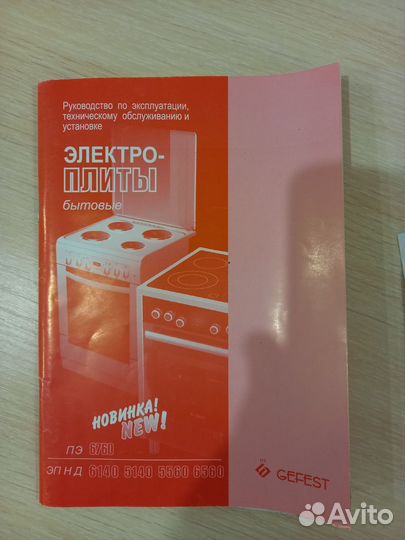 Руководство по эксплуатации,
техническому обслуживанию и
установке
ЭЛЕКТРО-
ПЛИТЫ
бытовые
НОВИНКА!
NEW!
ПЭ 6760
ЭП Н Д 6140 5140 5560 6560
GEFEST
Avito